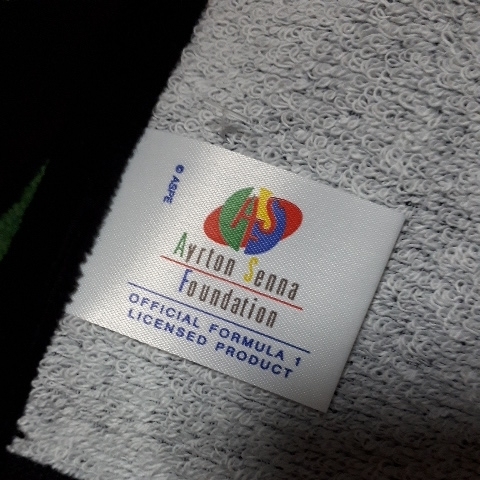 © ASPE
AS
Ayrton Senna
Foundation
OFFICIAL FORMULA 1
LICENSED PRODUCT